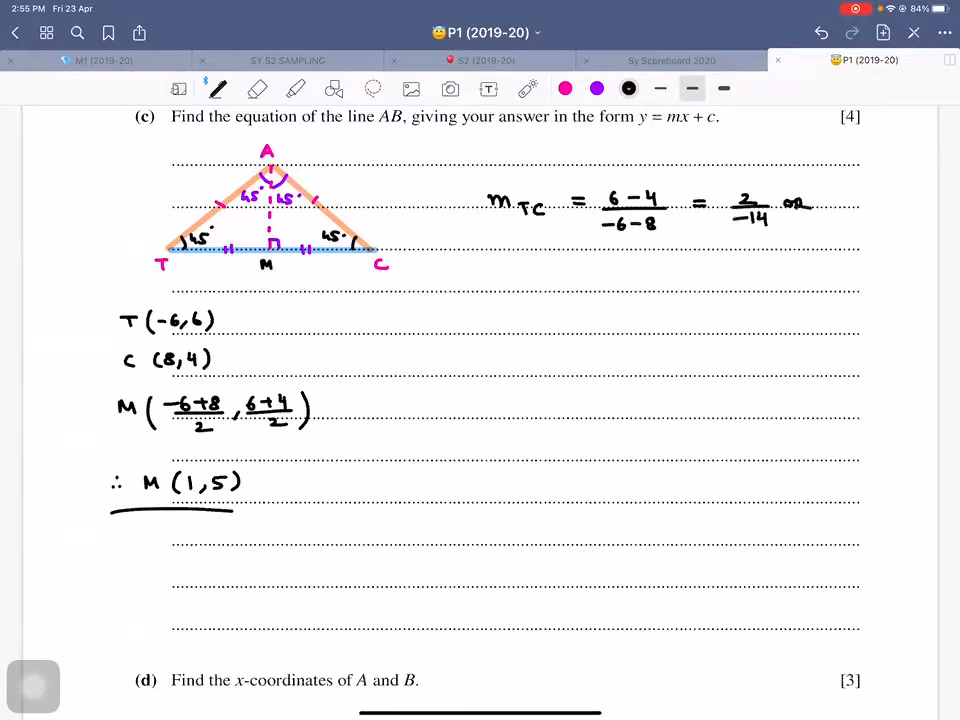 2:55 PM Fri 23 Apr
84%
😇P1 (2019-20)
M1 (2019-20)
SY S2 SAMPLING
S2 (2019-20)
Sy Scoreboard 2020
😇P1 (2019-20)
(c) Find the equation of the line AB, giving your answer in the form y = mx + c. [4]
A
45° 45°
45° 45°
T M C
m TC = 6 - 4 / -6 - 8 = 2 / -14 or
T (-6,6)
C (8,4)
M ( -6+8 / 2 , 6+4 / 2 )
∴ M (1,5)
(d) Find the x-coordinates of A and B. [3]